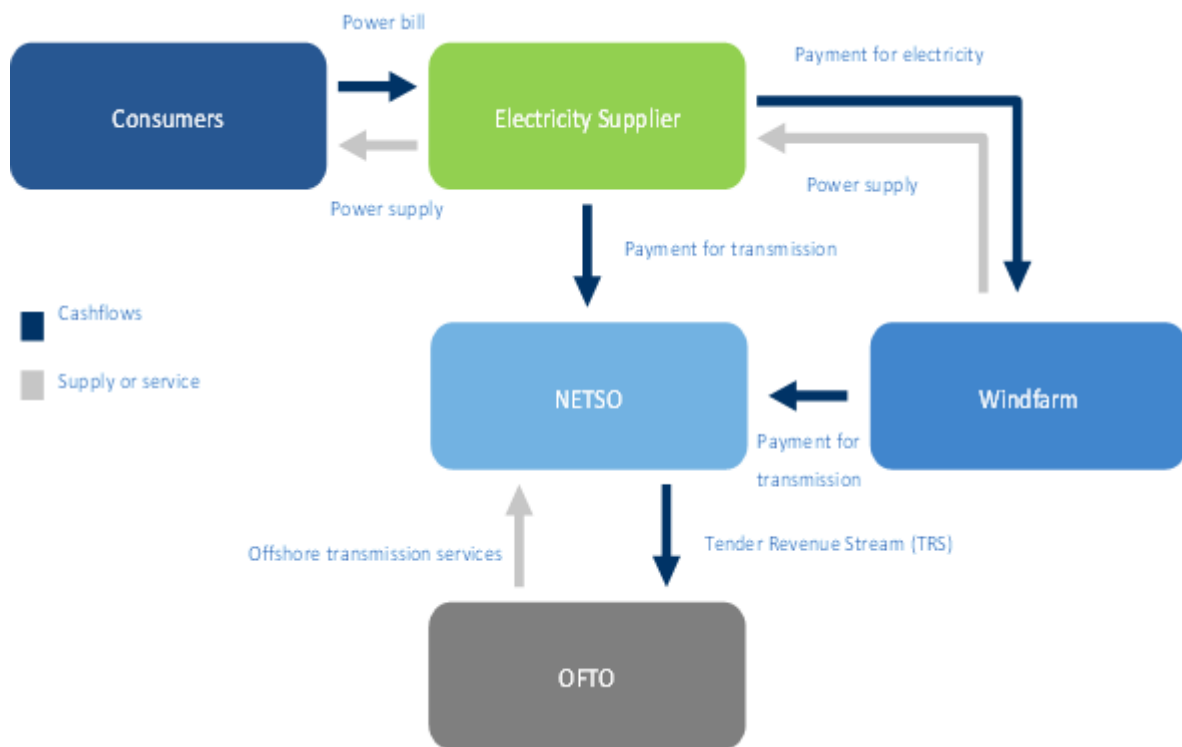 Power bill
Payment for electricity
Consumers
Electricity Supplier
Power supply
Power supply
Payment for transmission
Cashflows
Supply or service
NETSO
Windfarm
Payment for
transmission
Offshore transmission services
Tender Revenue Stream (TRS)
OFTO